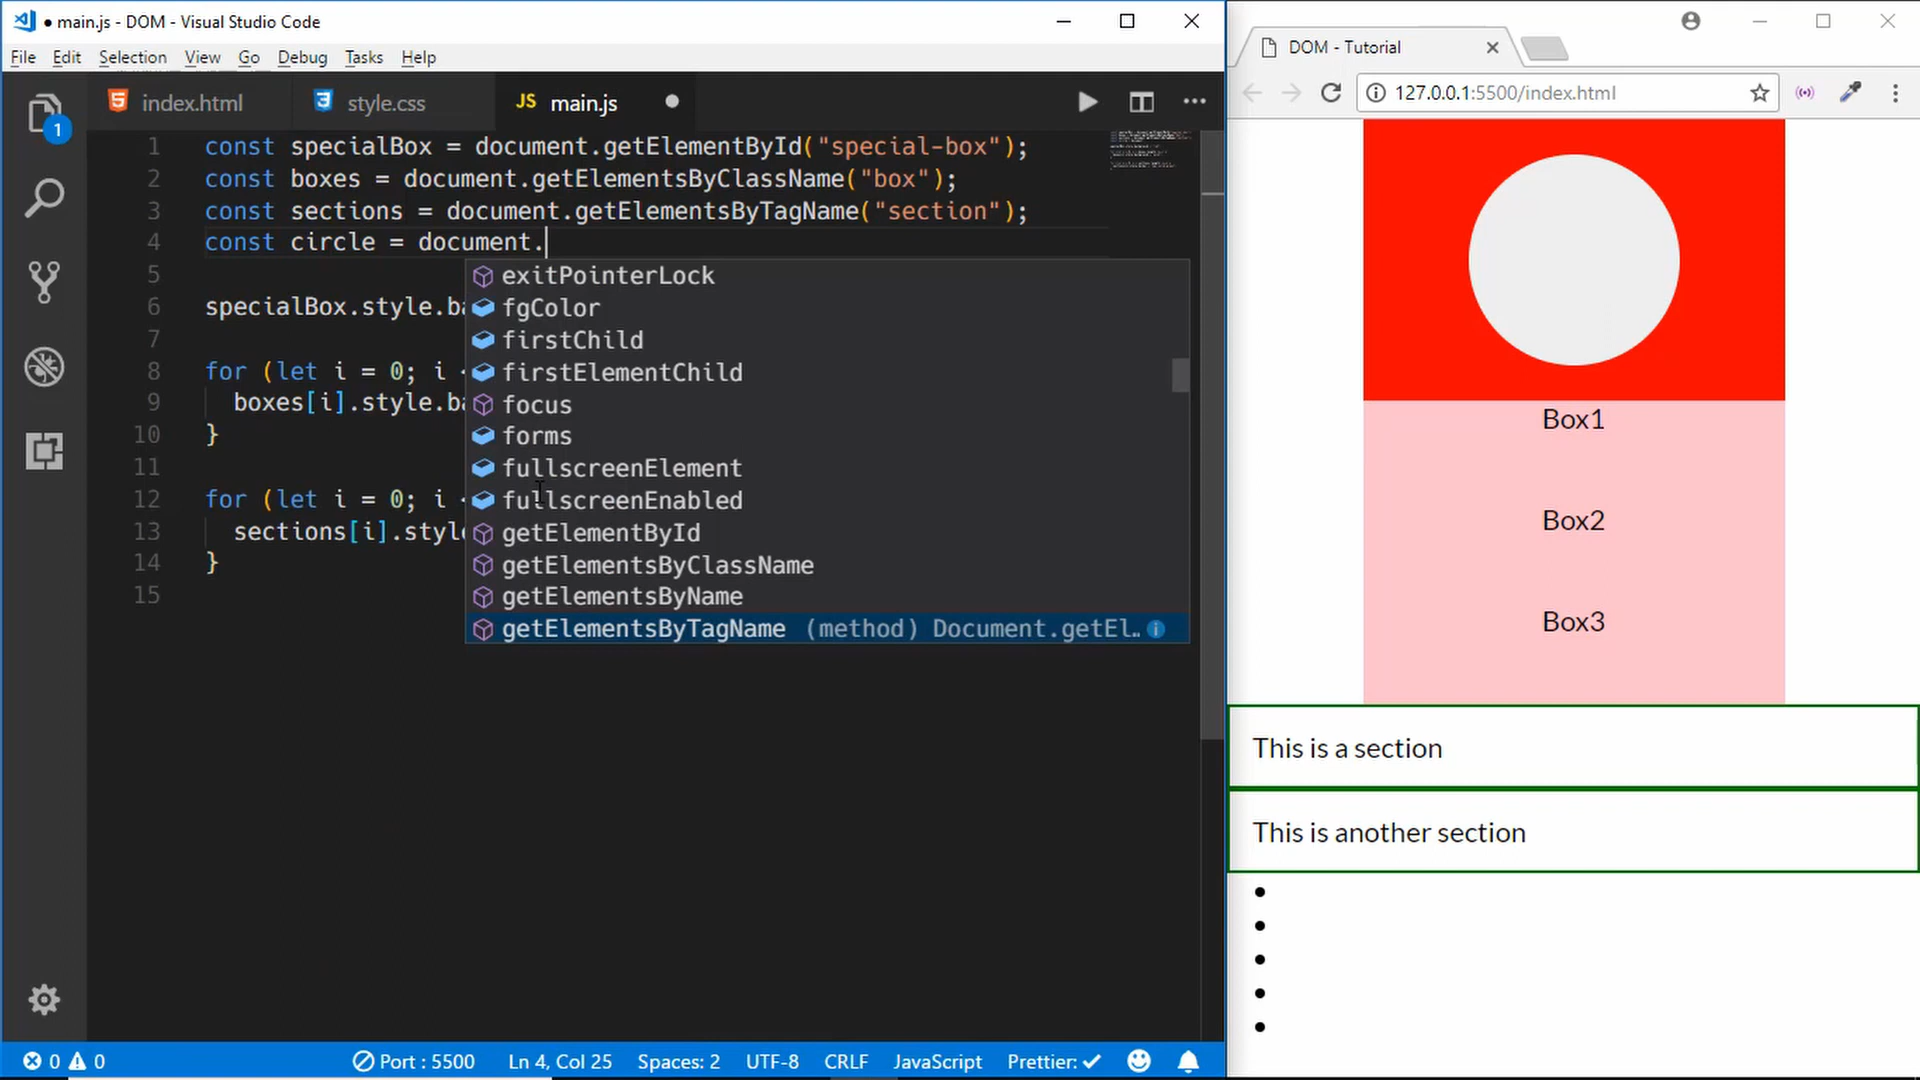 ● main.js - DOM - Visual Studio Code
File Edit Selection View Go Debug Tasks Help
index.html style.css JS main.js ●
1
1 const specialBox = document.getElementById("special-box");
2 const boxes = document.getElementsByClassName("box");
3 const sections = document.getElementsByTagName("section");
4 const circle = document.
5
6 specialBox.style.ba
7
8 for (let i = 0; i <
9 boxes[i].style.ba
10 }
11
12 for (let i = 0; i <
13 sections[i].style
14 }
15
exitPointerLock
fgColor
firstChild
firstElementChild
focus
forms
fullscreenElement
fullscreenEnabled
getElementById
getElementsByClassName
getElementsByName
getElementsByTagName (method) Document.getEl…
0 0 Port : 5500 Ln 4, Col 25 Spaces: 2 UTF-8 CRLF JavaScript Prettier: ✓
DOM - Tutorial
127.0.0.1:5500/index.html
Box1
Box2
Box3
This is a section
This is another section